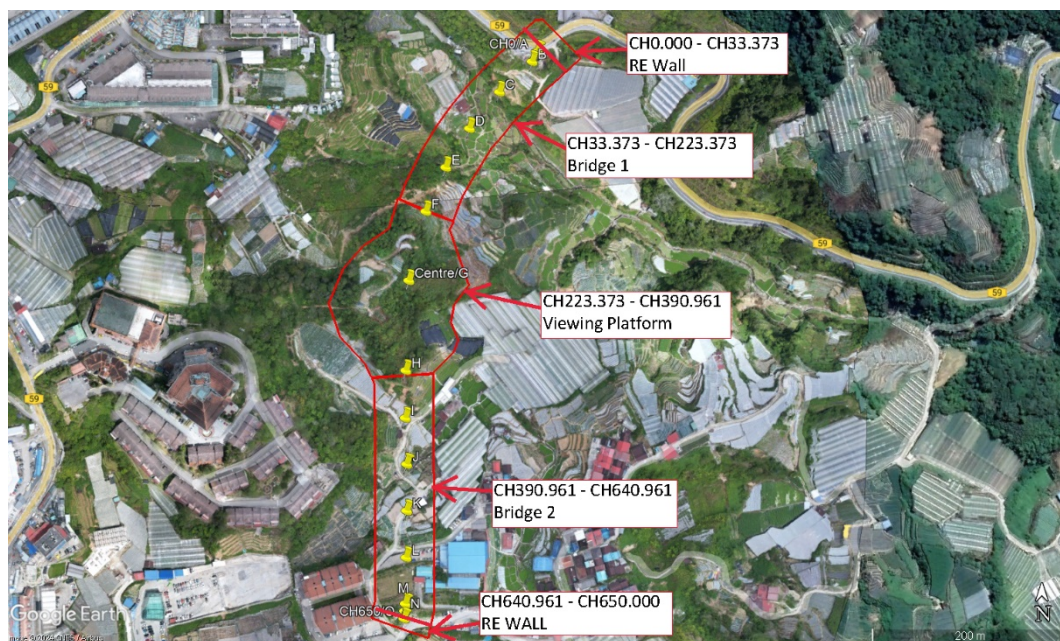 59
CH0/A
B
CH0.000 - CH33.373
RE Wall
59
C
D
CH33.373 - CH223.373
Bridge 1
E
F
59
Centre/G
59
CH223.373 - CH390.961
Viewing Platform
H
59
I
J
CH390.961 - CH640.961
Bridge 2
K
L
M
N
CH640.961 - CH650.000
RE WALL
CH650/O
Google Earth
200 m
N